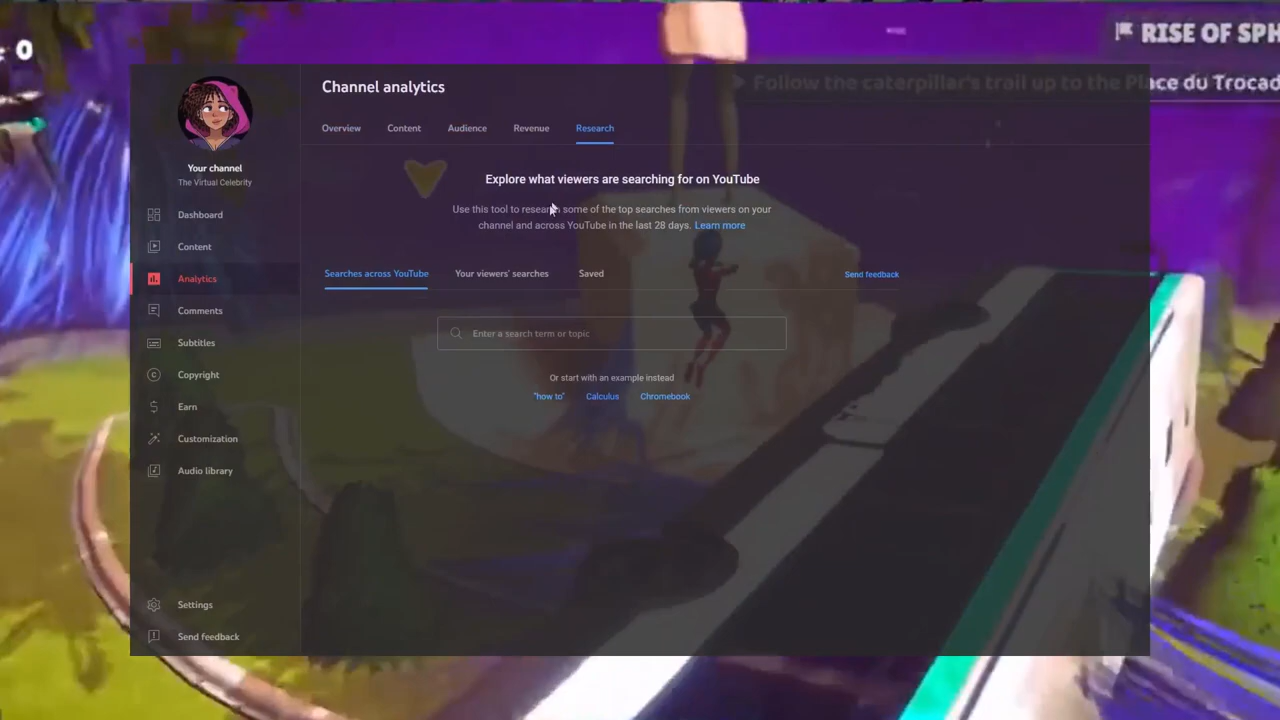 0
RISE OF SPH
Follow the caterpillar's trail up to the Place du Trocad
Channel analytics
Overview
Content
Audience
Revenue
Research
Your channel
The Virtual Celebrity
Dashboard
Content
Analytics
Comments
Subtitles
Copyright
Earn
Customization
Audio library
Settings
Send feedback
Explore what viewers are searching for on YouTube
Use this tool to research some of the top searches from viewers on your
channel and across YouTube in the last 28 days. Learn more
Searches across YouTube
Your viewers' searches
Saved
Send feedback
Enter a search term or topic
Or start with an example instead
"how to"
Calculus
Chromebook